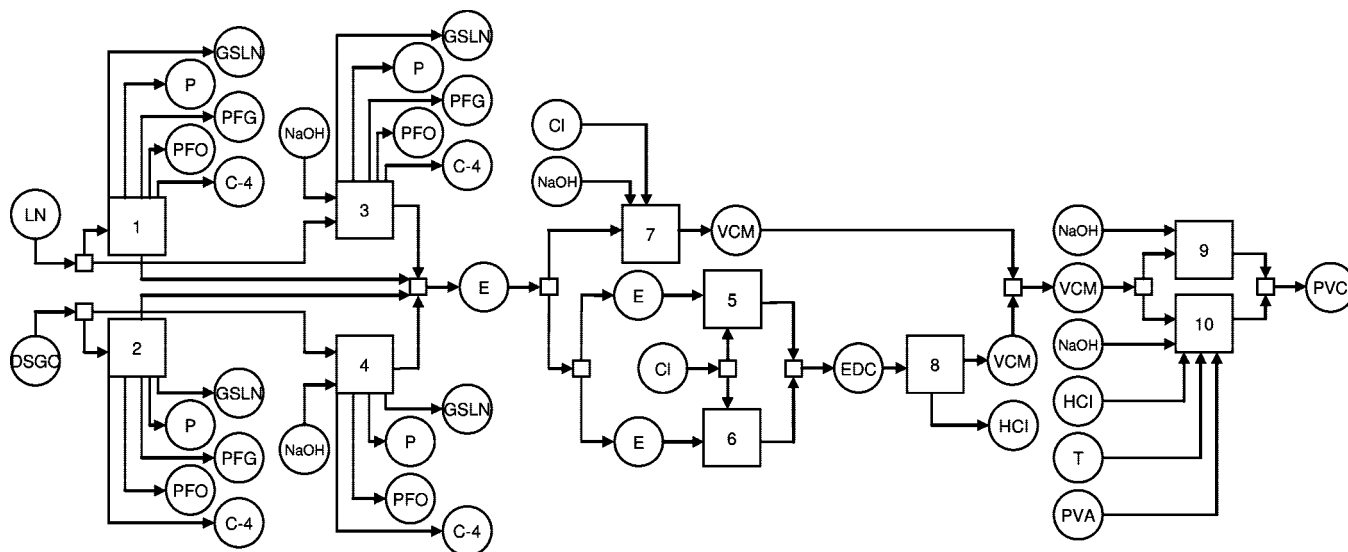 GSLN
P
PFG
PFO
C-4
LN
1
NaOH
GSLN
P
PFG
PFO
C-4
3
DSGO
2
GSLN
P
PFG
PFO
C-4
4
NaOH
GSLN
P
PFO
C-4
E
Cl
NaOH
7
VCM
E
5
Cl
E
6
EDC
8
VCM
HCl
VCM
NaOH
9
10
NaOH
HCl
T
PVA
PVC